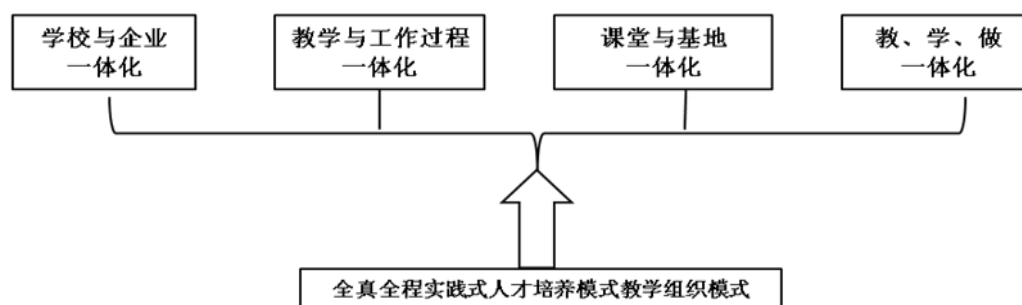 学校与企业
一体化
教学与工作过程
一体化
课堂与基地
一体化
教、学、做
一体化
全真全程实践式人才培养模式教学组织模式